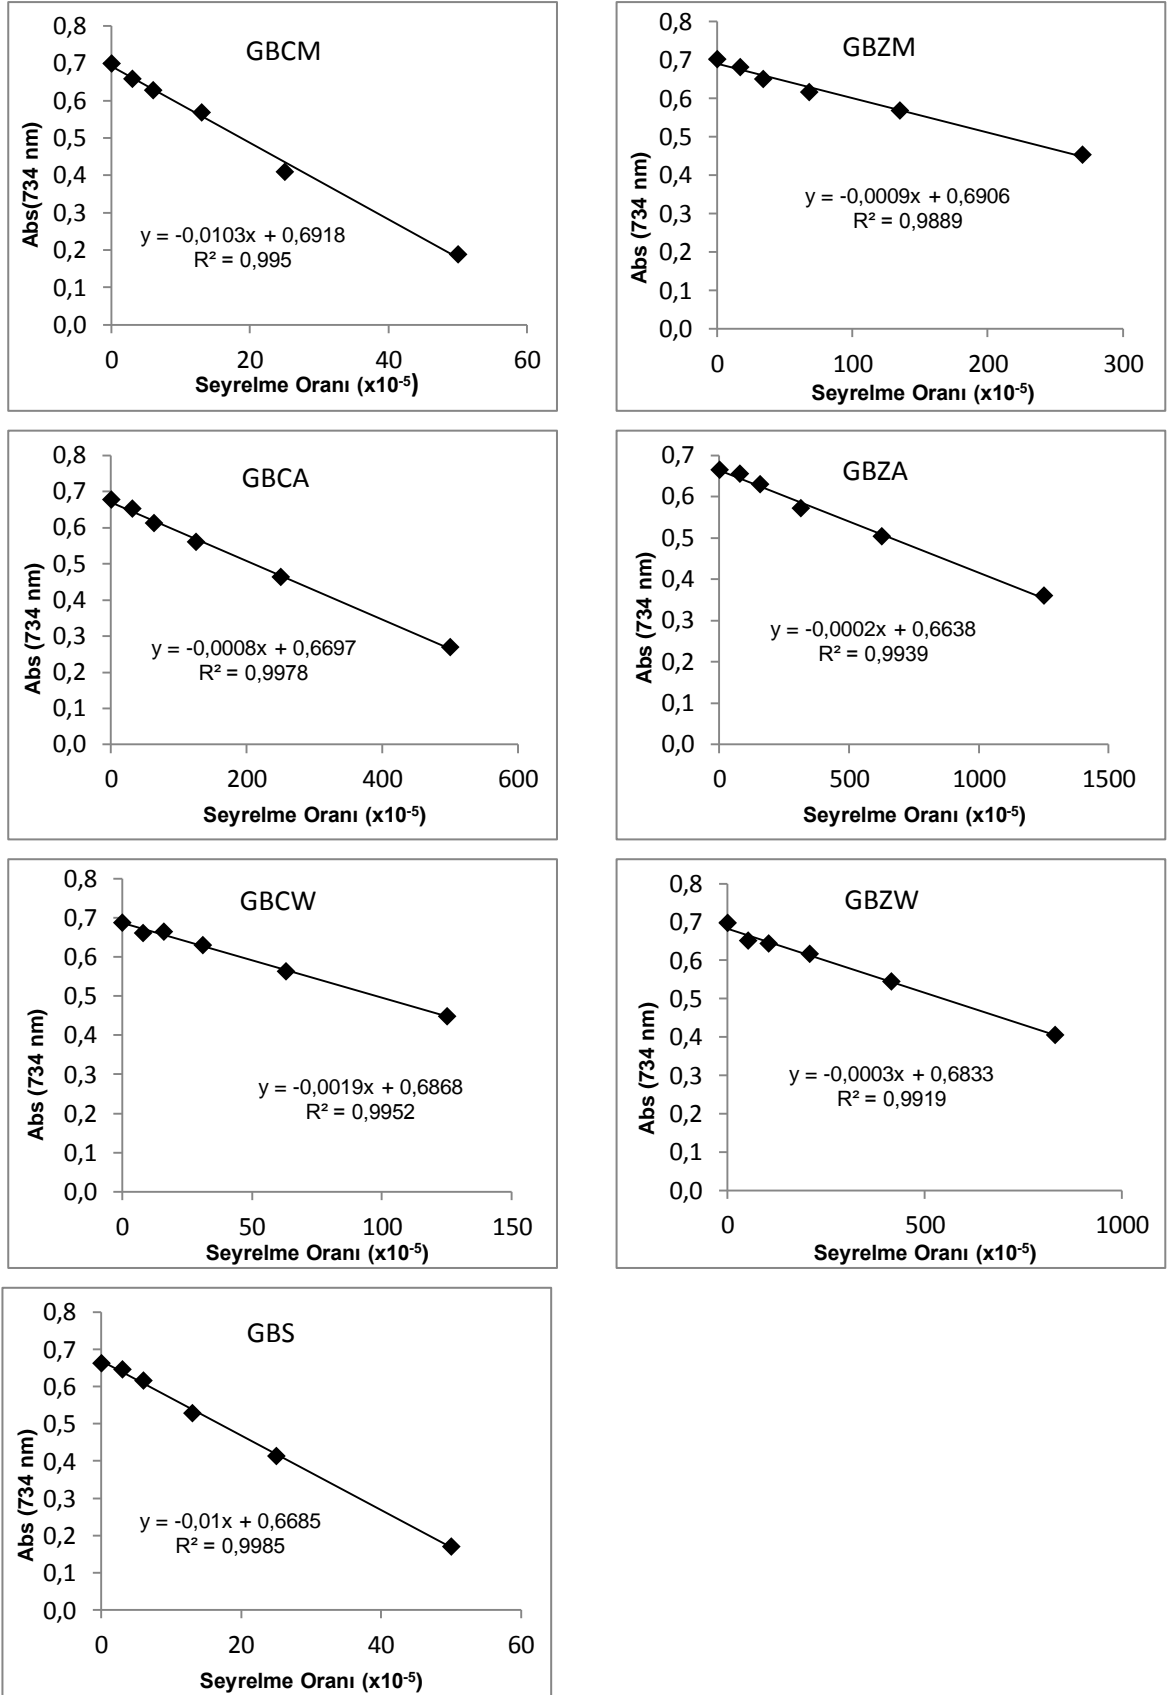 GBCM
0,8
0,7
0,6
0,5
0,4
0,3
0,2
0,1
0,0
Abs(734 nm)
y = -0,0103x + 0,6918
R² = 0,995
0 20 40 60
Seyrelme Oranı (x10⁻⁵)
GBZM
0,8
0,7
0,6
0,5
0,4
0,3
0,2
0,1
0,0
Abs (734 nm)
y = -0,0009x + 0,6906
R² = 0,9889
0 100 200 300
Seyrelme Oranı (x10⁻⁵)
GBCA
0,8
0,7
0,6
0,5
0,4
0,3
0,2
0,1
0,0
Abs (734 nm)
y = -0,0008x + 0,6697
R² = 0,9978
0 200 400 600
Seyrelme Oranı (x10⁻⁵)
GBZA
0,7
0,6
0,5
0,4
0,3
0,2
0,1
0,0
Abs (734 nm)
y = -0,0002x + 0,6638
R² = 0,9939
0 500 1000 1500
Seyrelme Oranı (x10⁻⁵)
GBCW
0,8
0,7
0,6
0,5
0,4
0,3
0,2
0,1
0,0
Abs (734 nm)
y = -0,0019x + 0,6868
R² = 0,9952
0 50 100 150
Seyrelme Oranı (x10⁻⁵)
GBZW
0,8
0,7
0,6
0,5
0,4
0,3
0,2
0,1
0,0
Abs (734 nm)
y = -0,0003x + 0,6833
R² = 0,9919
0 500 1000
Seyrelme Oranı (x10⁻⁵)
GBS
0,8
0,7
0,6
0,5
0,4
0,3
0,2
0,1
0,0
Abs (734 nm)
y = -0,01x + 0,6685
R² = 0,9985
0 20 40 60
Seyrelme Oranı (x10⁻⁵)